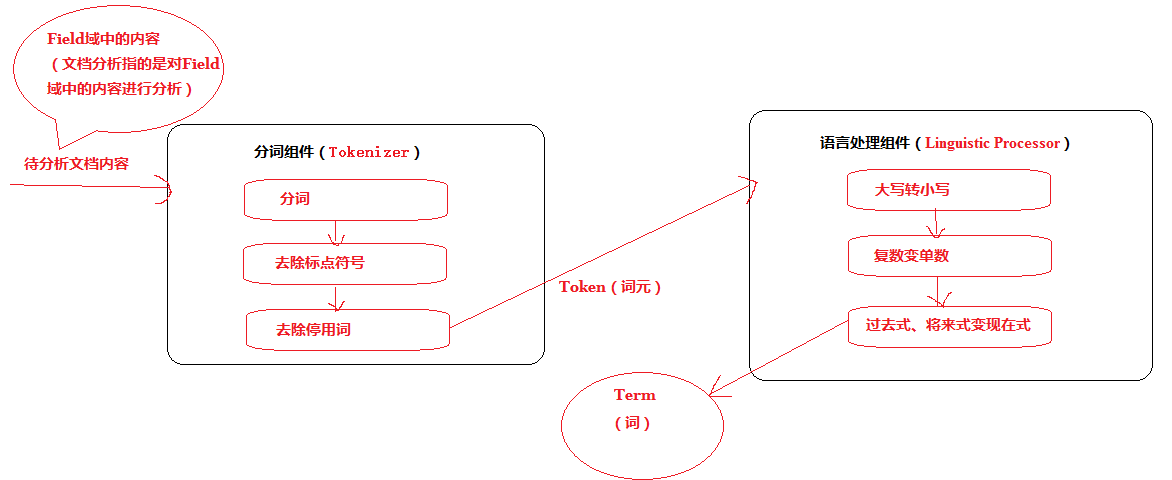 Field域中的内容
（文档分析指的是对Field
域中的内容进行分析）
待分析文档内容
分词组件（Tokenizer）
分词
去除标点符号
去除停用词
Token（词元）
语言处理组件（Linguistic Processor）
大写转小写
复数变单数
过去式、将来式变现在式
Term
（词）